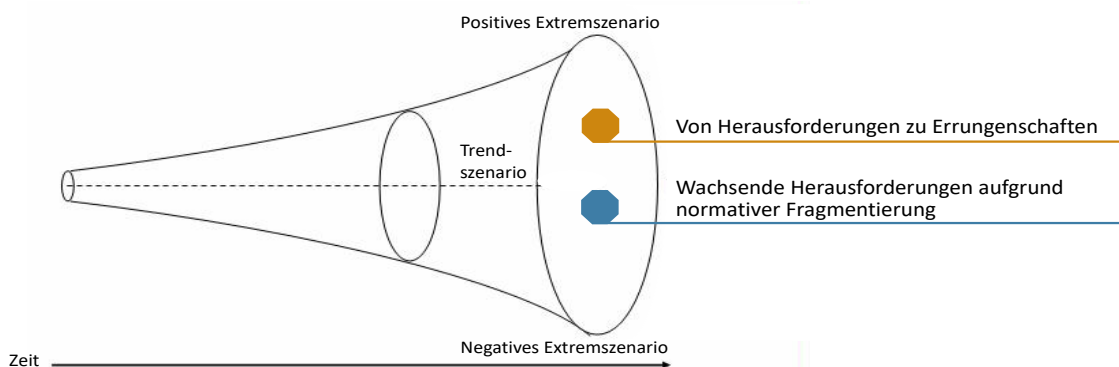 Positives Extremszenario
Von Herausforderungen zu Errungenschaften
Trend-
szenario
Wachsende Herausforderungen aufgrund
normativer Fragmentierung
Negatives Extremszenario
Zeit